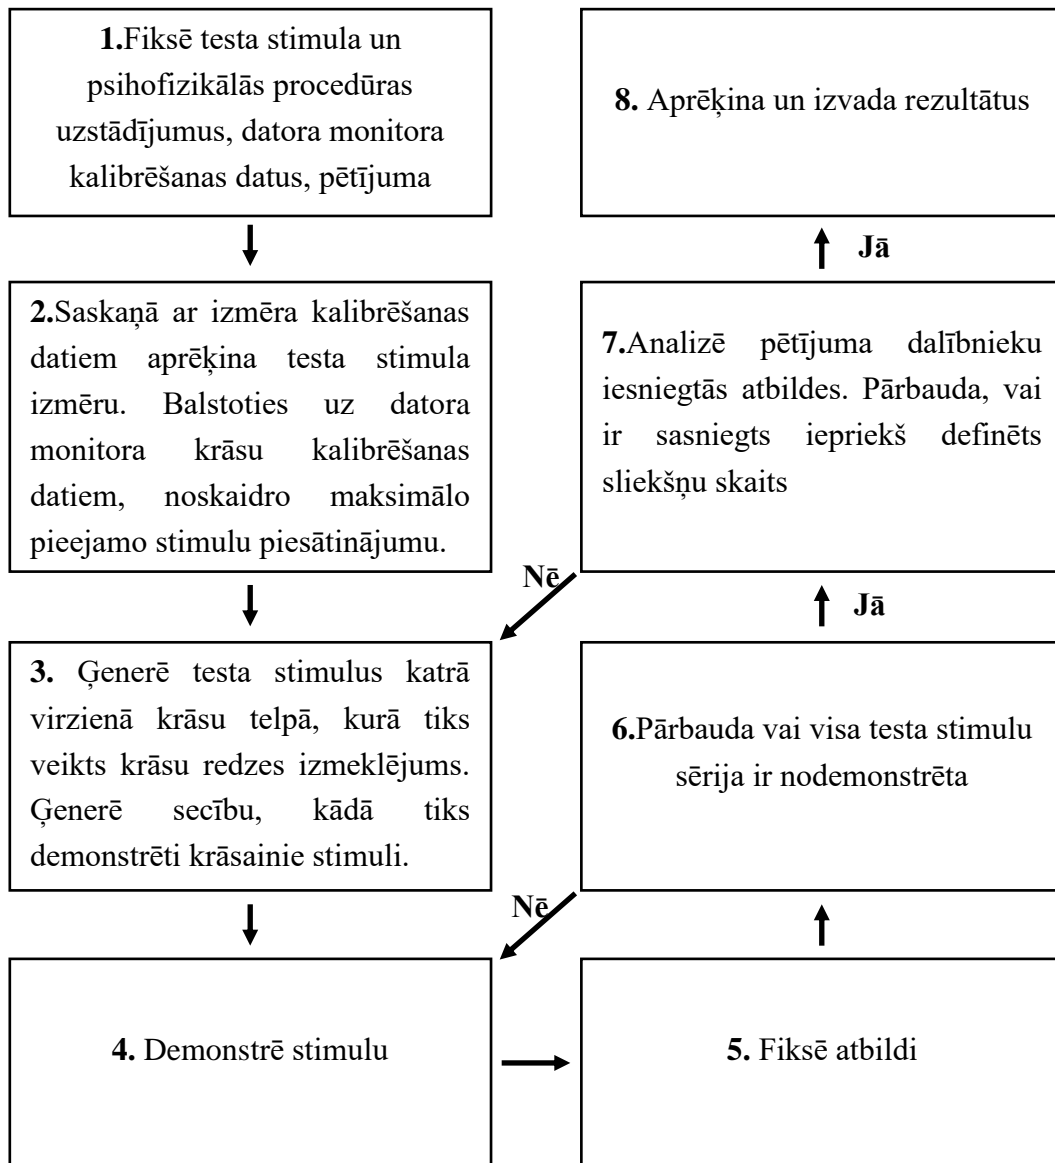 1.Fiksē testa stimula un
psihofizikālās procedūras
uzstādījumus, datora monitora
kalibrēšanas datus, pētījuma
2.Saskaņā ar izmēra kalibrēšanas
datiem aprēķina testa stimula
izmēru. Balstoties uz datora
monitora krāsu kalibrēšanas
datiem, noskaidro maksimālo
pieejamo stimulu piesātinājumu.
3. Ģenerē testa stimulus katrā
virzienā krāsu telpā, kurā tiks
veikts krāsu redzes izmeklējums.
Ģenerē secību, kādā tiks
demonstrēti krāsainie stimuli.
4. Demonstrē stimulu
5. Fiksē atbildi
Nē
6.Pārbauda vai visa testa stimulu
sērija ir nodemonstrēta
Jā
Nē
7.Analizē pētījuma dalībnieku
iesniegtās atbildes. Pārbauda, vai
ir sasniegts iepriekš definēts
sliekšņu skaits
Jā
8. Aprēķina un izvada rezultātus